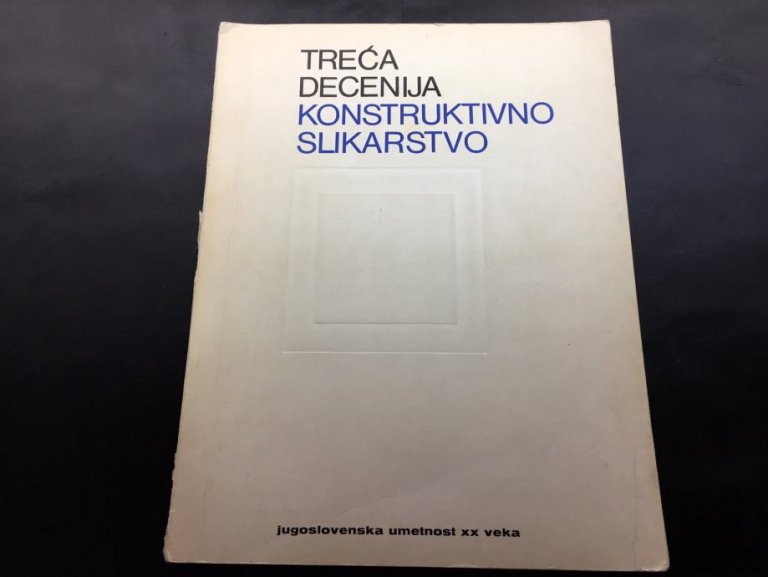 TREĆA
DECENIJA
KONSTRUKTIVNO
SLIKARSTVO
jugoslovenska umetnost xx veka